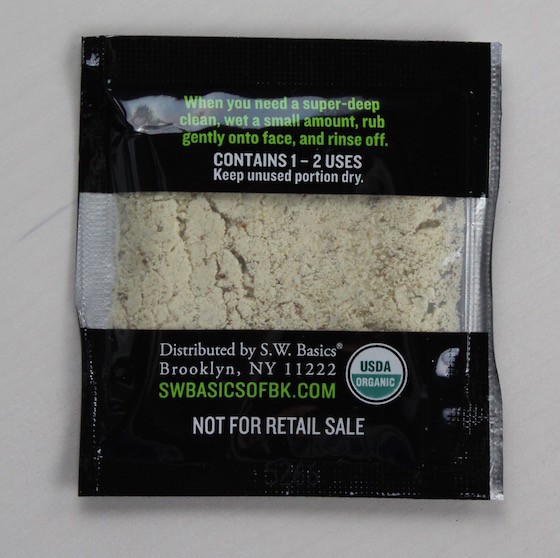 When you need a super-deep
clean, wet a small amount, rub
gently onto face, and rinse off.
CONTAINS 1 – 2 USES
Keep unused portion dry.
Distributed by S.W. Basics®
Brooklyn, NY 11222
SWBASICSOFBK.COM
USDA
ORGANIC
NOT FOR RETAIL SALE